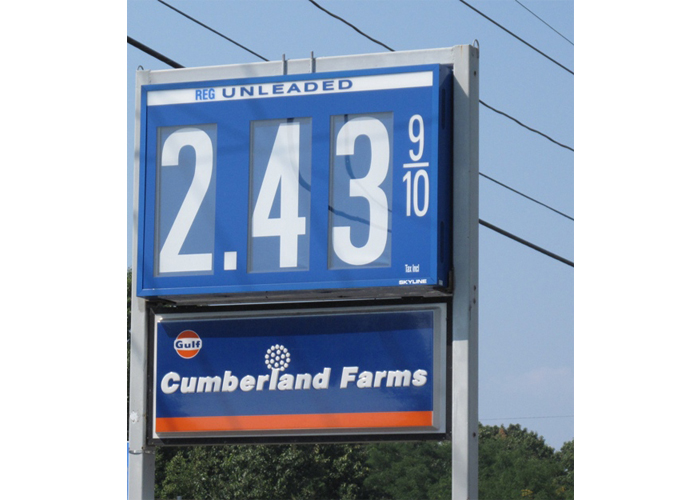 REG UNLEADED
2.43 9/10
Tax Incl
SKYLINE
Gulf
Cumberland Farms